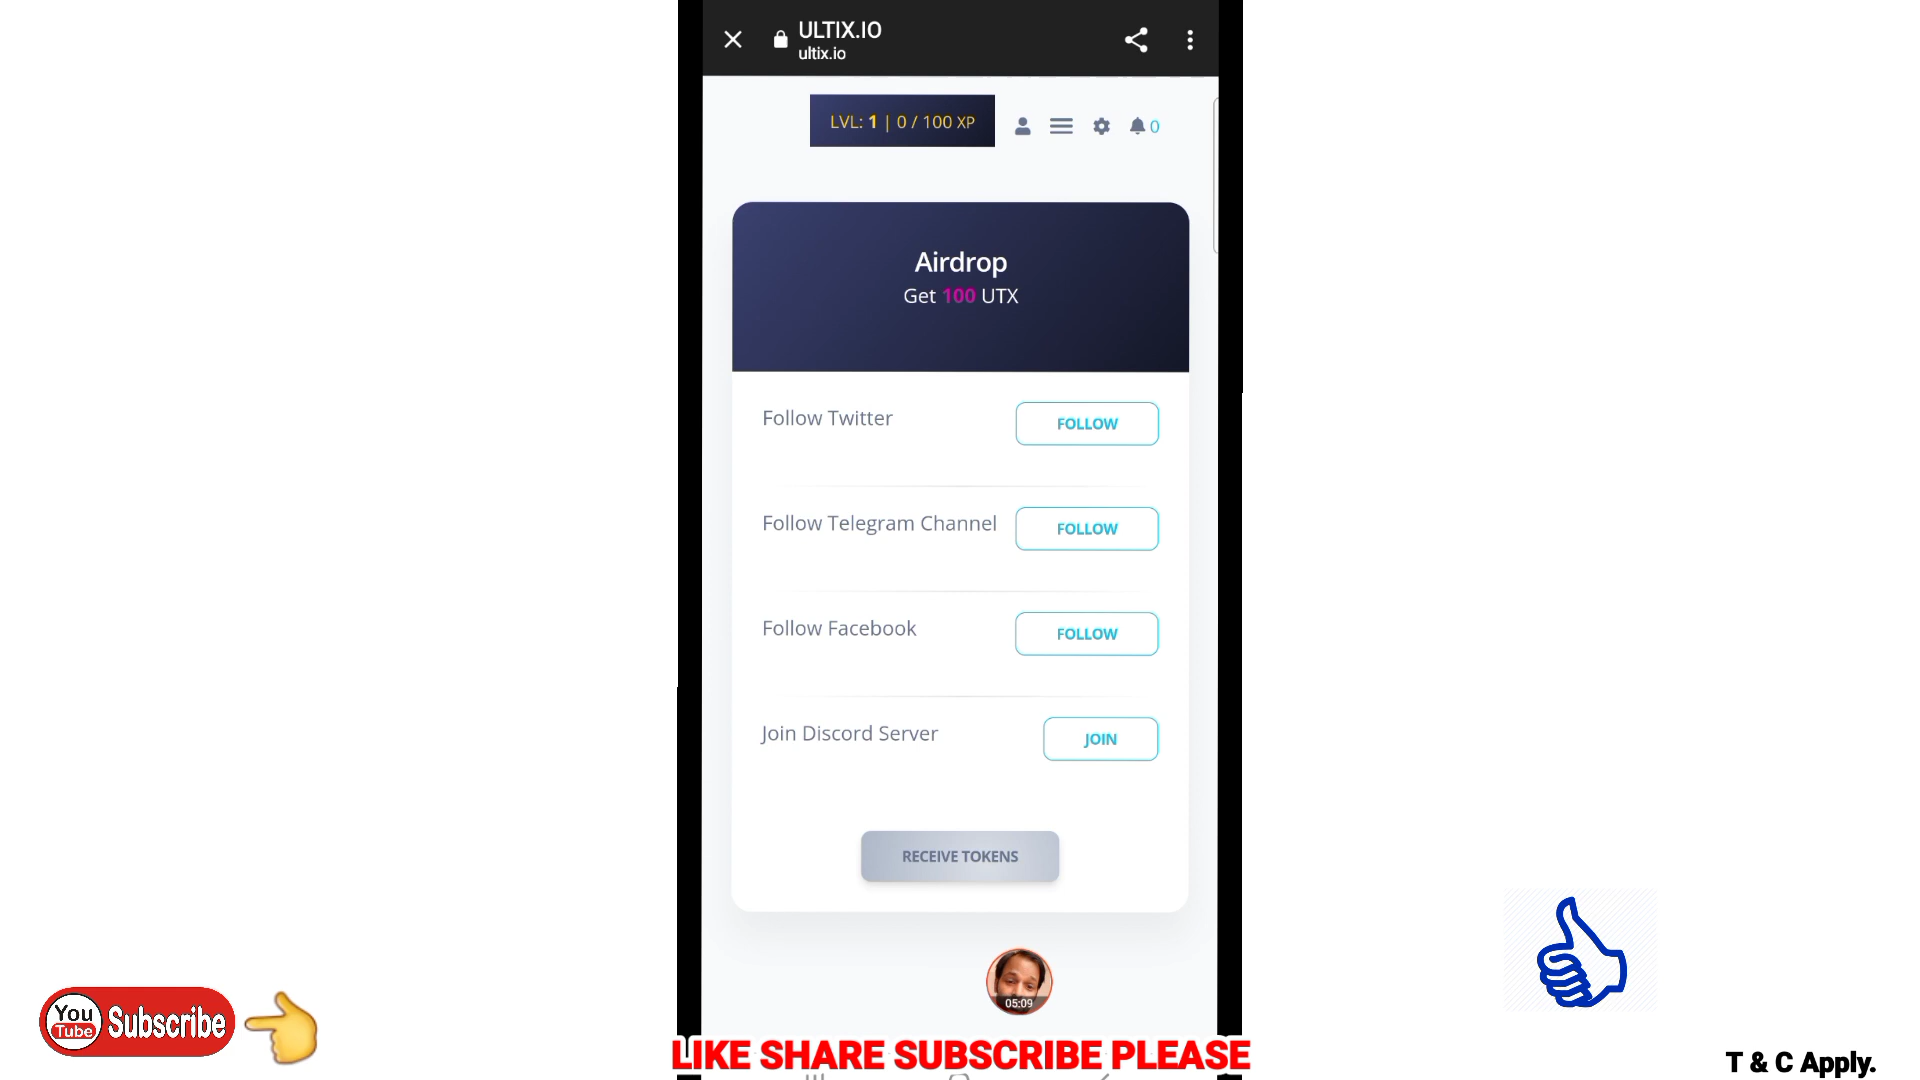 ULTIX.IO
ultix.io
LVL: 1 | 0 / 100 XP
0
Airdrop
Get 100 UTX
Follow Twitter
FOLLOW
Follow Telegram Channel
FOLLOW
Follow Facebook
FOLLOW
Join Discord Server
JOIN
RECEIVE TOKENS
05:09
You
Tube
Subscribe
LIKE SHARE SUBSCRIBE PLEASE
T & C Apply.